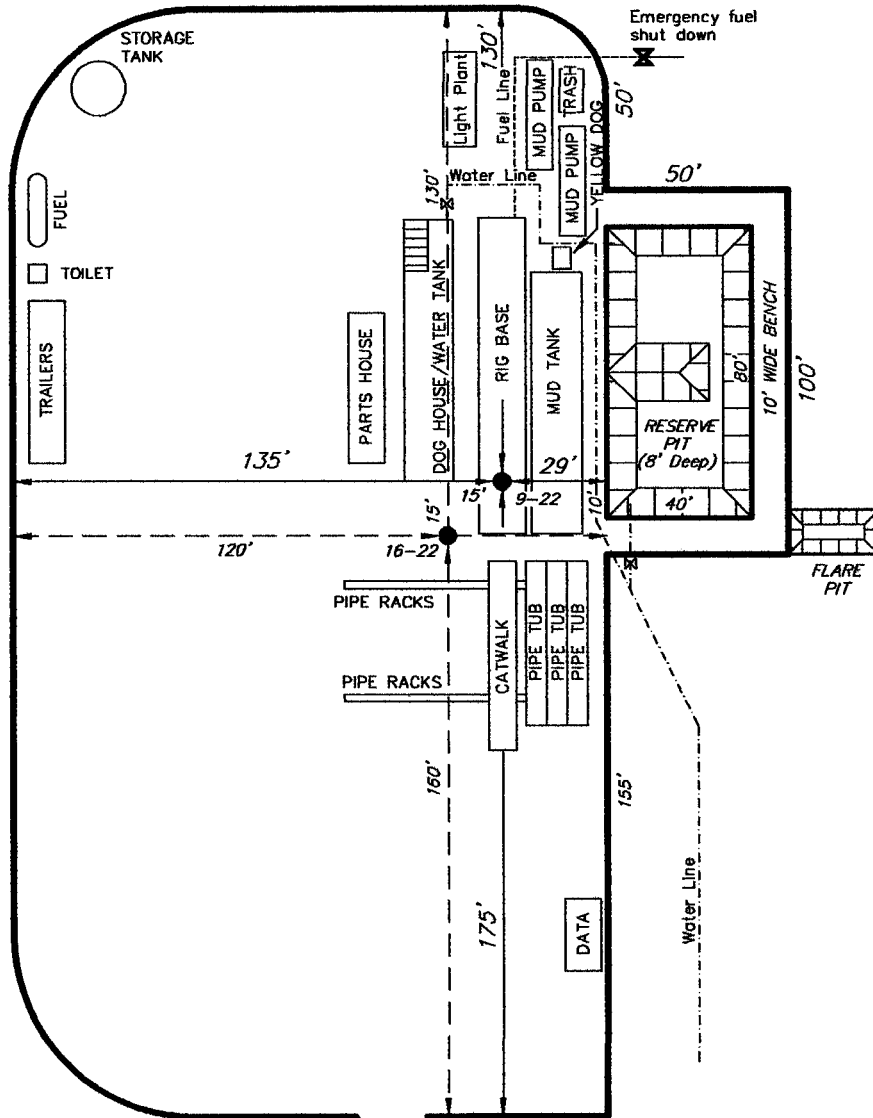 STORAGE
TANK
130'
Emergency fuel
shut down
Light Plant
Fuel Line
MUD PUMP
TRASH
50'
MUD PUMP
YELLOW DOG
130'
Water Line
50'
FUEL
TOILET
TRAILERS
PARTS HOUSE
DOG HOUSE/WATER TANK
RIG BASE
MUD TANK
80'
10' WIDE BENCH
100'
RESERVE
PIT
(8' Deep)
135'
29'
15'
9-22
10'
40'
15'
120'
16-22
FLARE
PIT
PIPE RACKS
CATWALK
PIPE TUB
PIPE TUB
PIPE TUB
PIPE RACKS
160'
155'
175'
DATA
Water Line